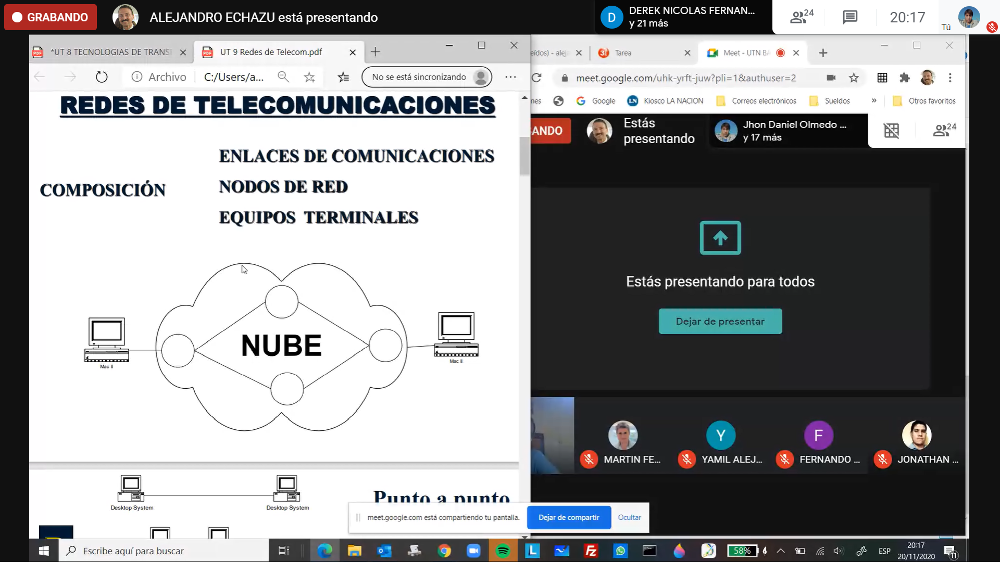 GRABANDO
ALEJANDRO ECHAZU está presentando
D
DEREK NICOLAS FERNAN...
y 21 más
24
20:17
Tú
*UT 8 TECNOLOGIAS DE TRANSI
UT 9 Redes de Telecom.pdf
Archivo
C:/Users/a...
No se está sincronizando
REDES DE TELECOMUNICACIONES
COMPOSICIÓN
ENLACES DE COMUNICACIONES
NODOS DE RED
EQUIPOS TERMINALES
NUBE
Mac II
Mac II
Desktop System
Desktop System
Punto a punto
eídos) - alej
Tarea
Meet - UTN BA
meet.google.com/uhk-yrft-juw?pli=1&authuser=2
nes
Google
LN
Kiosco LA NACION
Correos electrónicos
Sueldos
»
Otros favoritos
ANDO
Estás
presentando
Jhon Daniel Olmedo ...
y 17 más
24
Estás presentando para todos
Dejar de presentar
Y
F
MARTIN FE...
YAMIL ALEJ...
FERNANDO ...
JONATHAN ...
meet.google.com está compartiendo tu pantalla.
Dejar de compartir
Ocultar
Escribe aquí para buscar
L
58%
ESP
20:17
20/11/2020
11